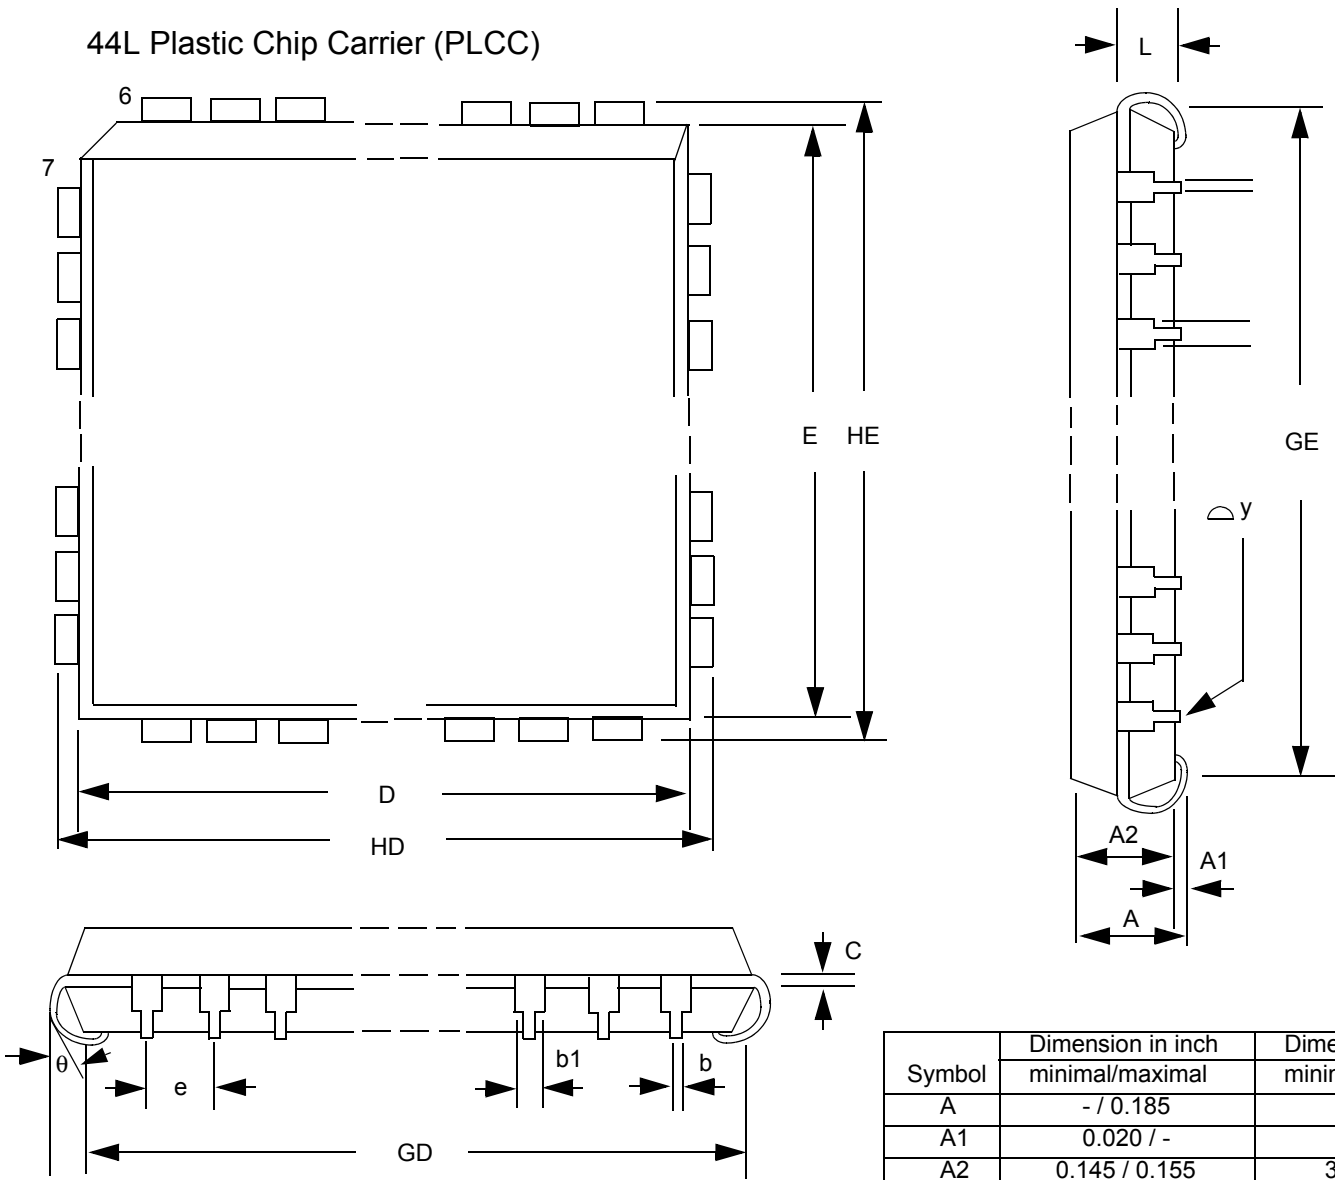 44L Plastic Chip Carrier (PLCC)
L
6
7
E HE
GE
y
D
HD
A2
A1
A
C
θ
e
b1
b
GD
Symbol
Dimension in inch
minimal/maximal
A - / 0.185
A1 0.020 / -
A2 0.145 / 0.155